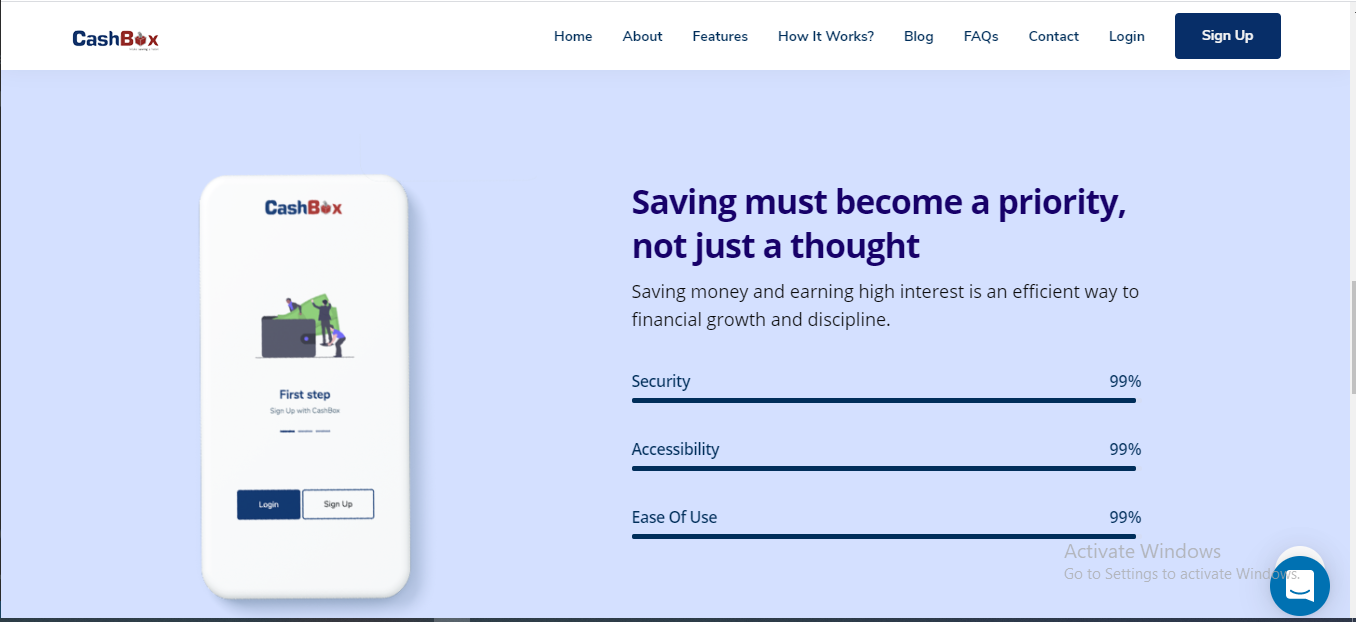 CashBox
Home About Features How It Works? Blog FAQs Contact Login Sign Up
CashBox
First step
Sign Up with CashBox
Login Sign Up
Saving must become a priority,
not just a thought
Saving money and earning high interest is an efficient way to
financial growth and discipline.
Security 99%
Accessibility 99%
Ease Of Use 99%
Activate Windows
Go to Settings to activate Windows.